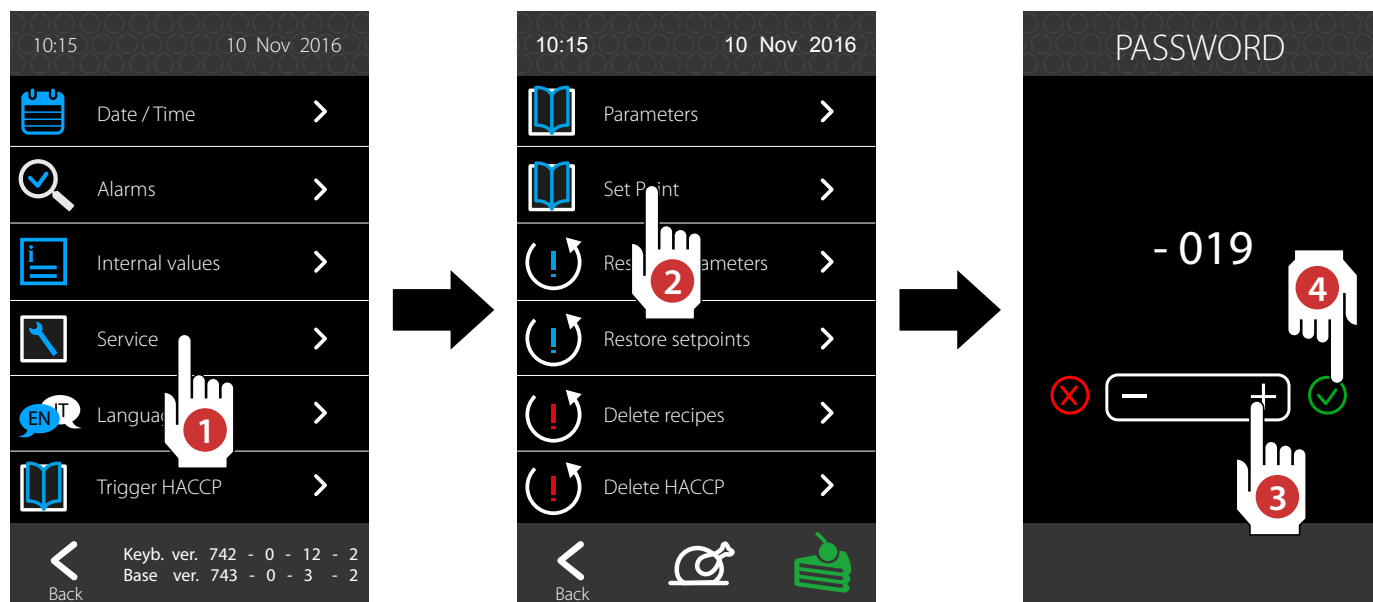 10:15 10 Nov 2016
Date / Time
Alarms
i
Internal values
Service
EN IT
1
Trigger HACCP
Back
Keyb. ver. 742 - 0 - 12 - 2
Base ver. 743 - 0 - 3 - 2
10:15 10 Nov 2016
Parameters
Set
2
Restore setpoints
Delete recipes
Delete HACCP
Back
PASSWORD
- 019
4
3